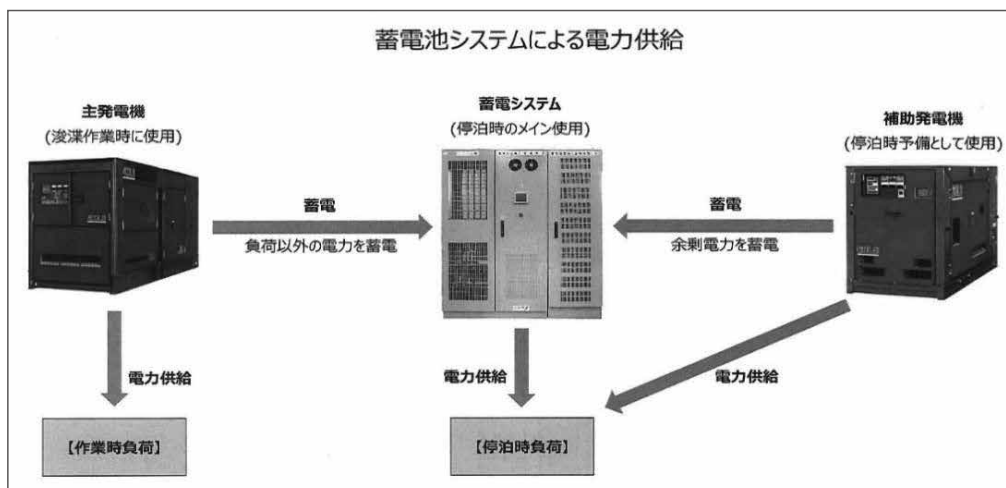 蓄電池システムによる電力供給
主発電機
(浚渫作業時に使用)
蓄電システム
(停泊時のメイン使用)
補助発電機
(停泊時予備として使用)
蓄電
負荷以外の電力を蓄電
蓄電
余剰電力を蓄電
電力供給
電力供給
電力供給
【作業時負荷】
【停泊時負荷】